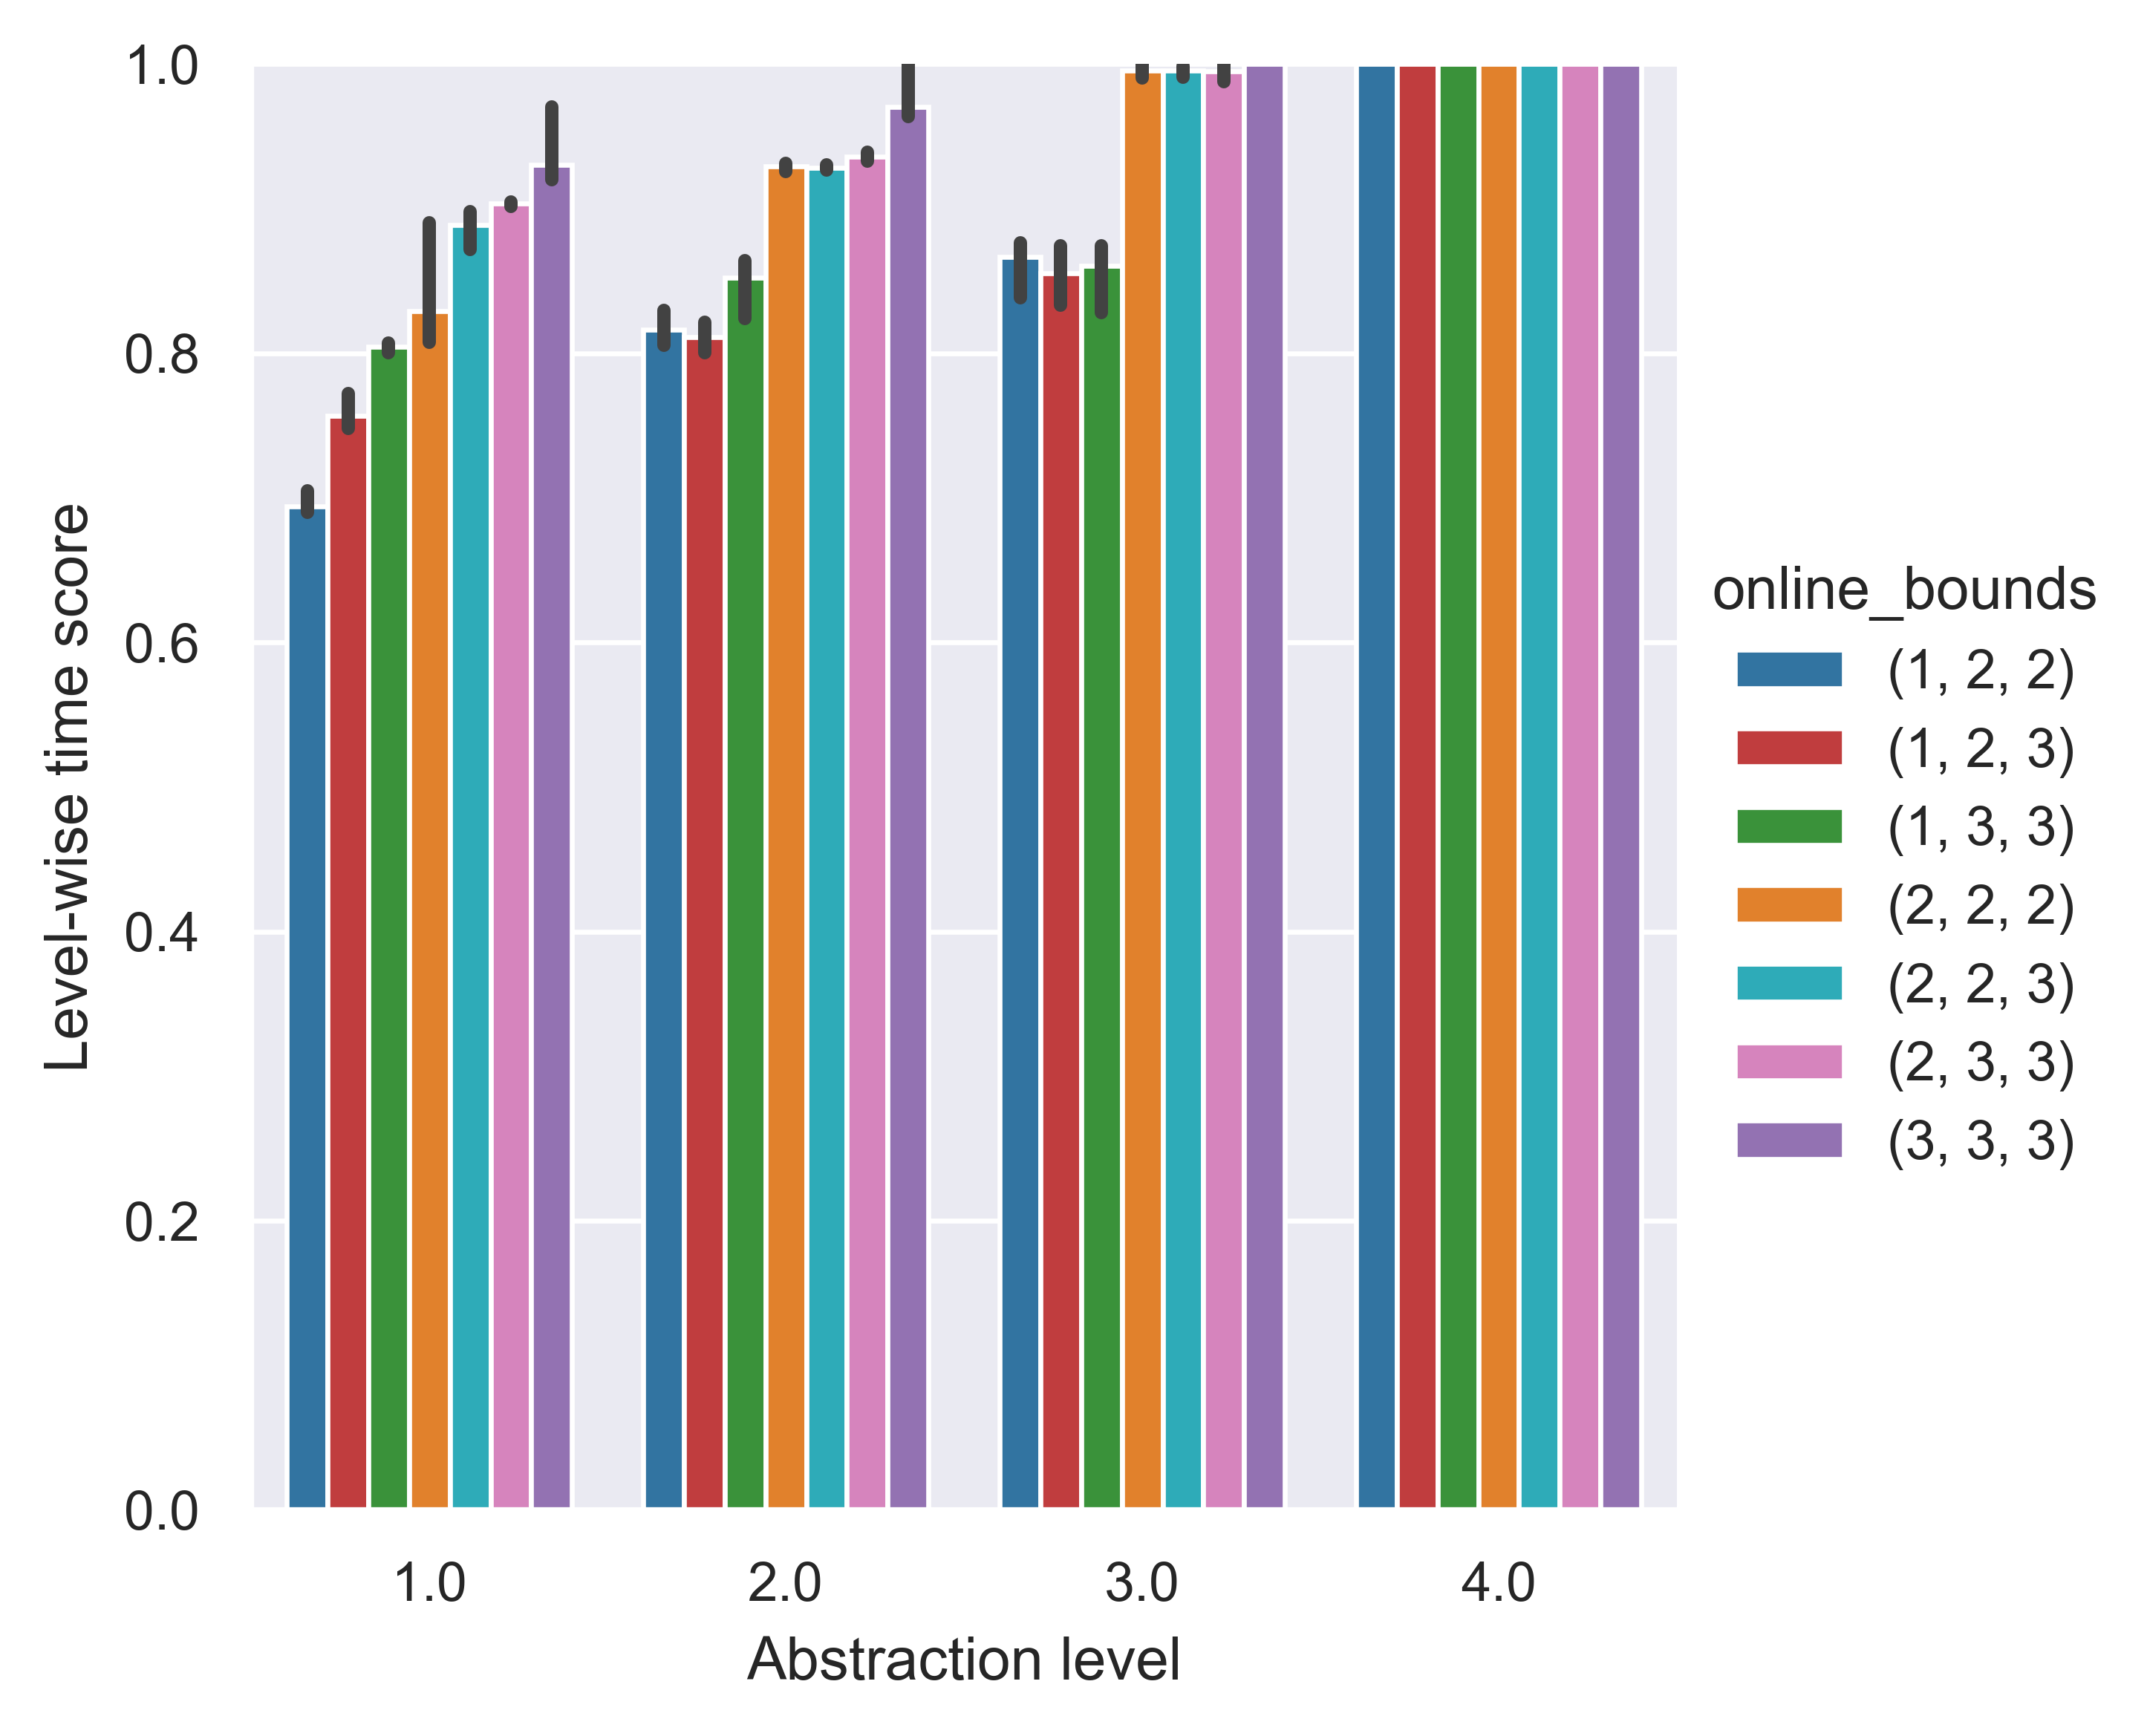 1.0
0.8
0.6
0.4
0.2
0.0
Level-wise time score
1.0
2.0
3.0
4.0
Abstraction level
online_bounds
(1, 2, 2)
(1, 2, 3)
(1, 3, 3)
(2, 2, 2)
(2, 2, 3)
(2, 3, 3)
(3, 3, 3)